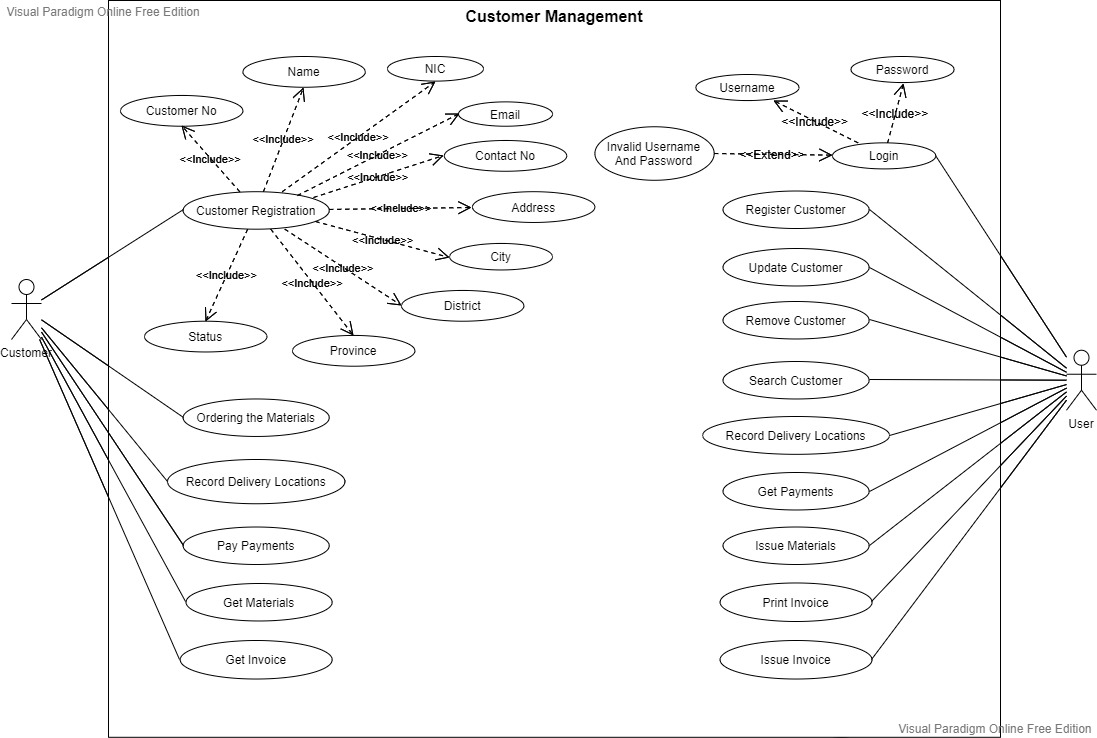 Visual Paradigm Online Free Edition
Customer Management
Name
NIC
Customer No
Email
Contact No
Address
City
District
Province
Status
Customer Registration
<<Include>>
<<Include>>
<<Include>>
<<Include>>
<<Include>>
<<Include>>
<<Include>>
<<Include>>
<<Include>>
<<Include>>
Customer
Ordering the Materials
Record Delivery Locations
Pay Payments
Get Materials
Get Invoice
Username
Password
<<Include>>
<<Include>>
Invalid Username
And Password
<<Extend>>
Login
Register Customer
Update Customer
Remove Customer
Search Customer
Record Delivery Locations
Get Payments
Issue Materials
Print Invoice
Issue Invoice
User
Visual Paradigm Online Free Edition